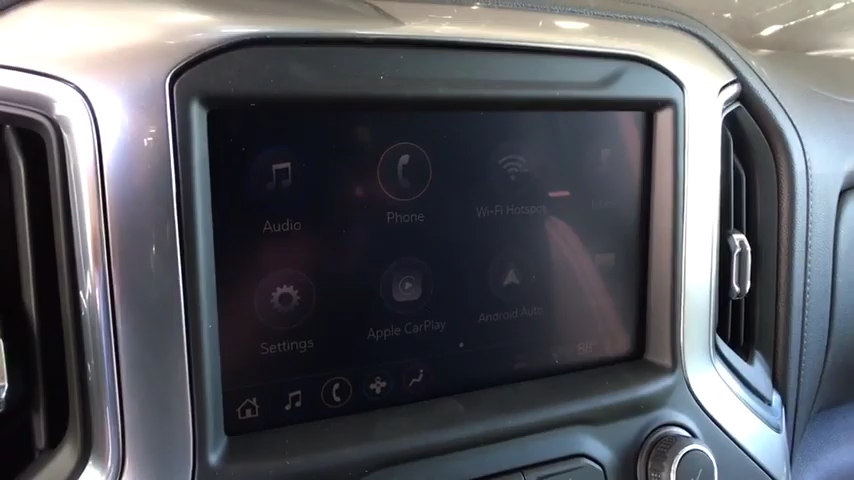 Audio
Phone
Wi-Fi Hotspot
Settings
Apple CarPlay
Android Auto